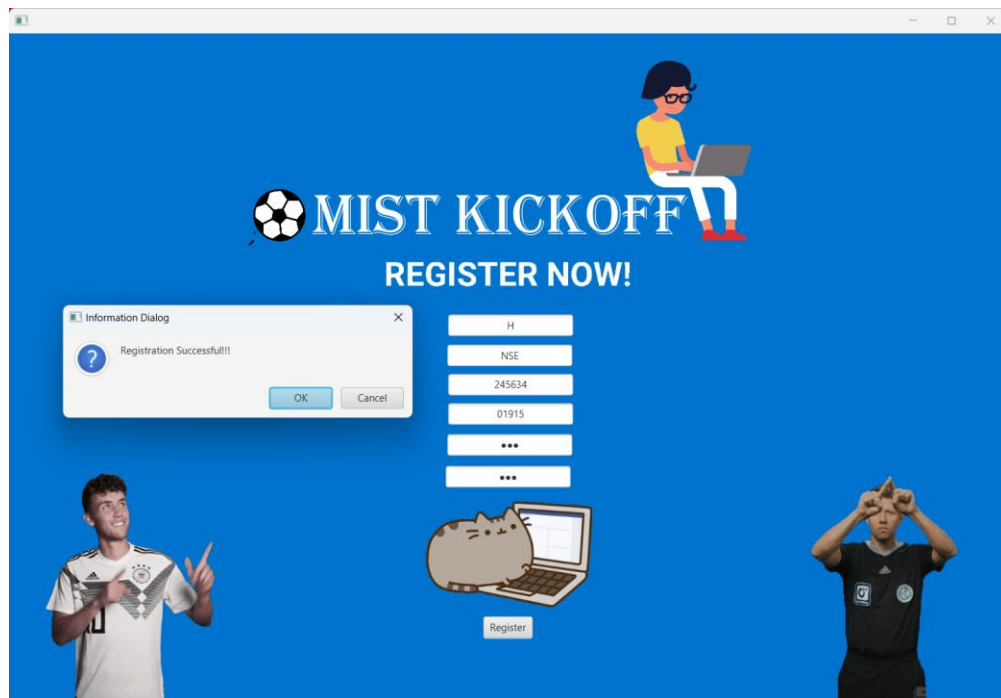 MIST KICKOFF
REGISTER NOW!
Information Dialog
Registration Successful!!!
OK
Cancel
H
NSE
245634
01915
•••
•••
Register